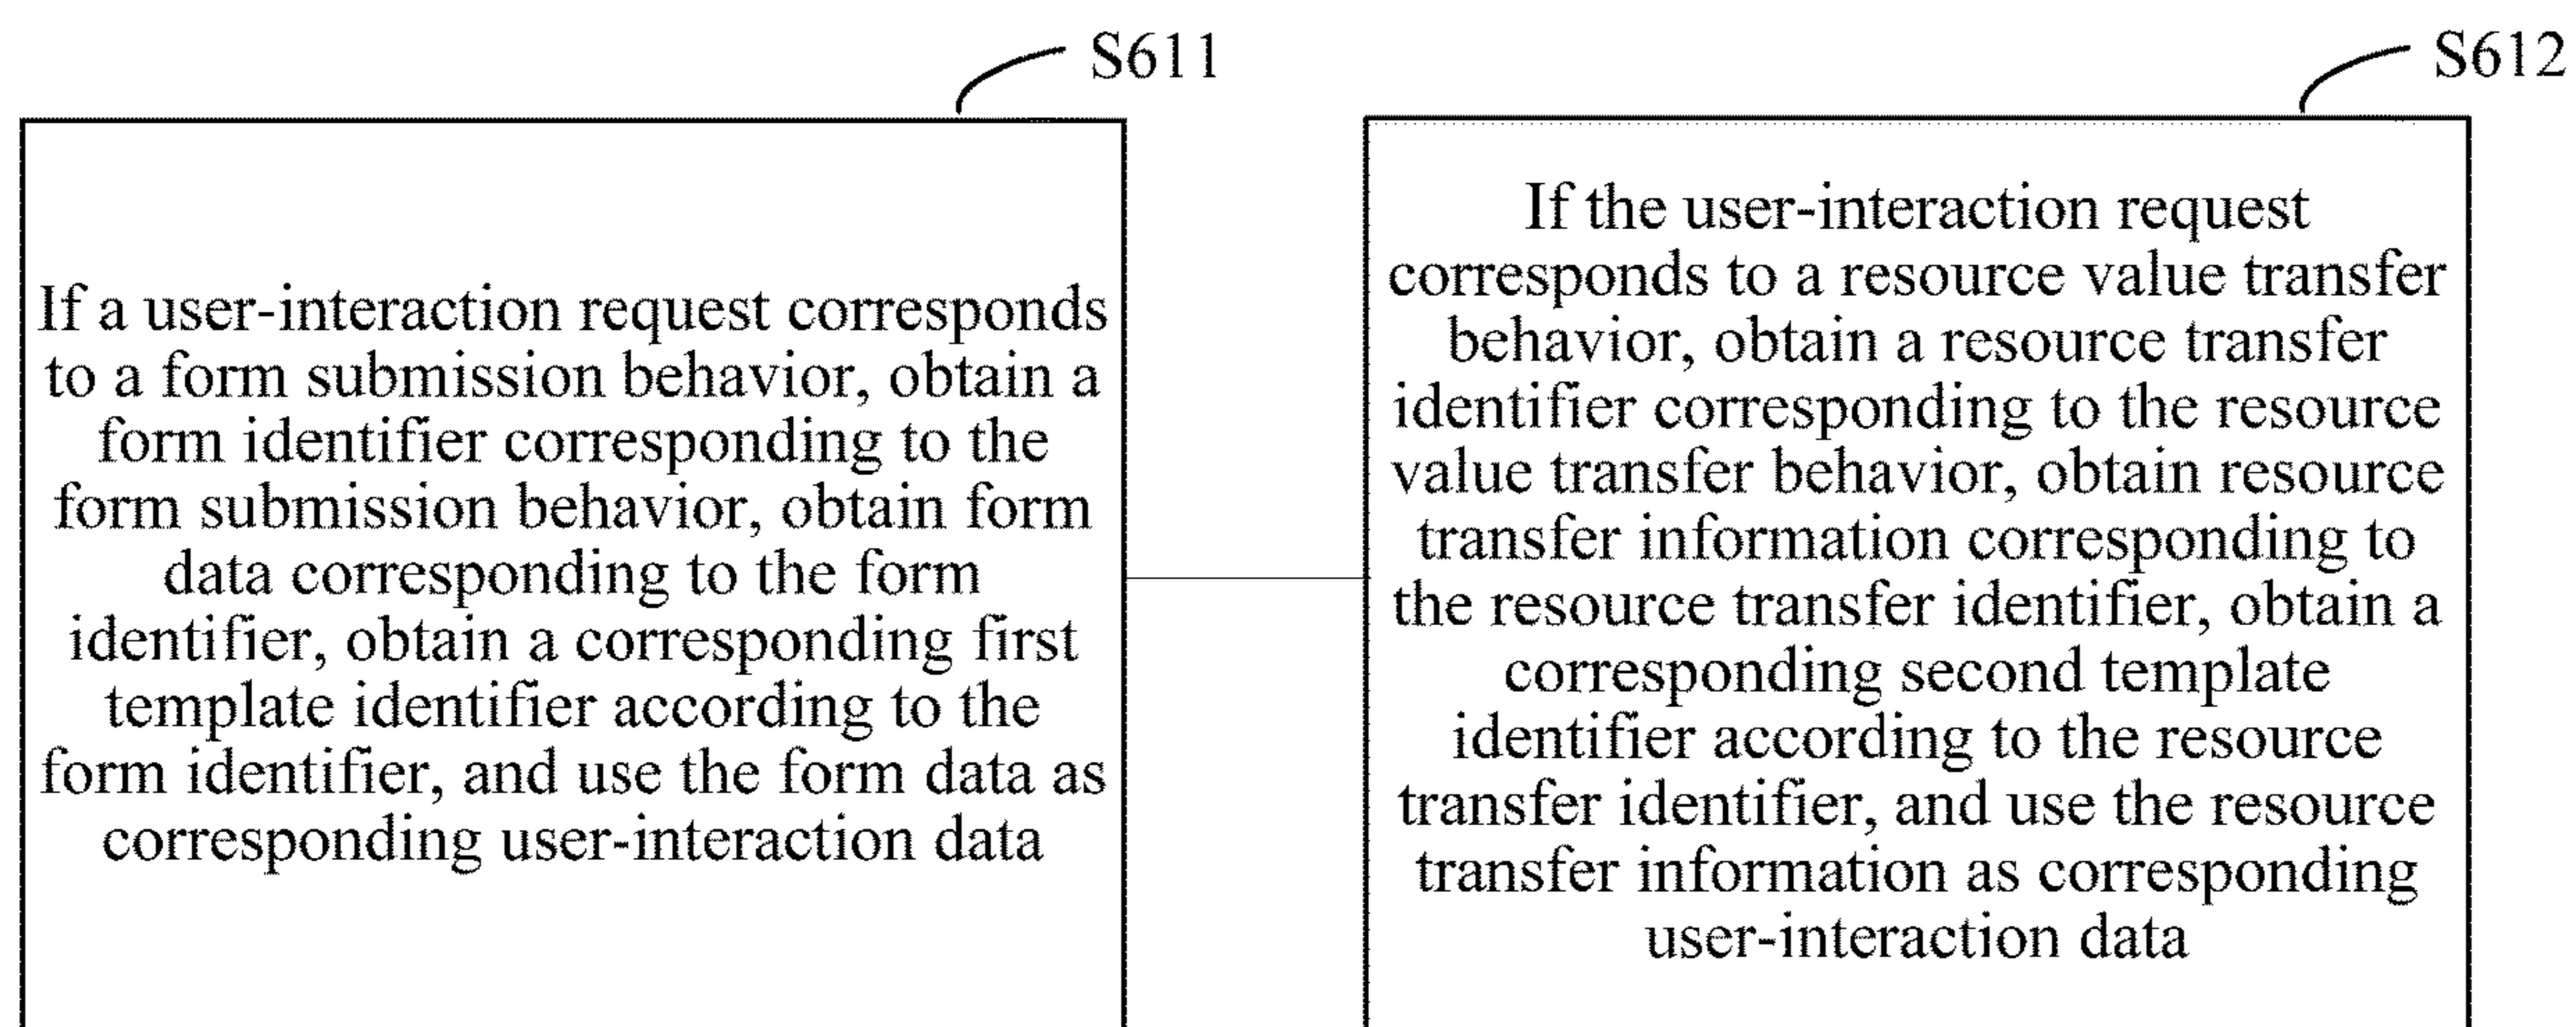 S611
If a user-interaction request corresponds
to a form submission behavior, obtain a
form identifier corresponding to the
form submission behavior, obtain form
data corresponding to the form
identifier, obtain a corresponding first
template identifier according to the
form identifier, and use the form data as
corresponding user-interaction data
S612
If the user-interaction request
corresponds to a resource value transfer
behavior, obtain a resource transfer
identifier corresponding to the resource
value transfer behavior, obtain resource
transfer information corresponding to
the resource transfer identifier, obtain a
corresponding second template
identifier according to the resource
transfer identifier, and use the resource
transfer information as corresponding
user-interaction data